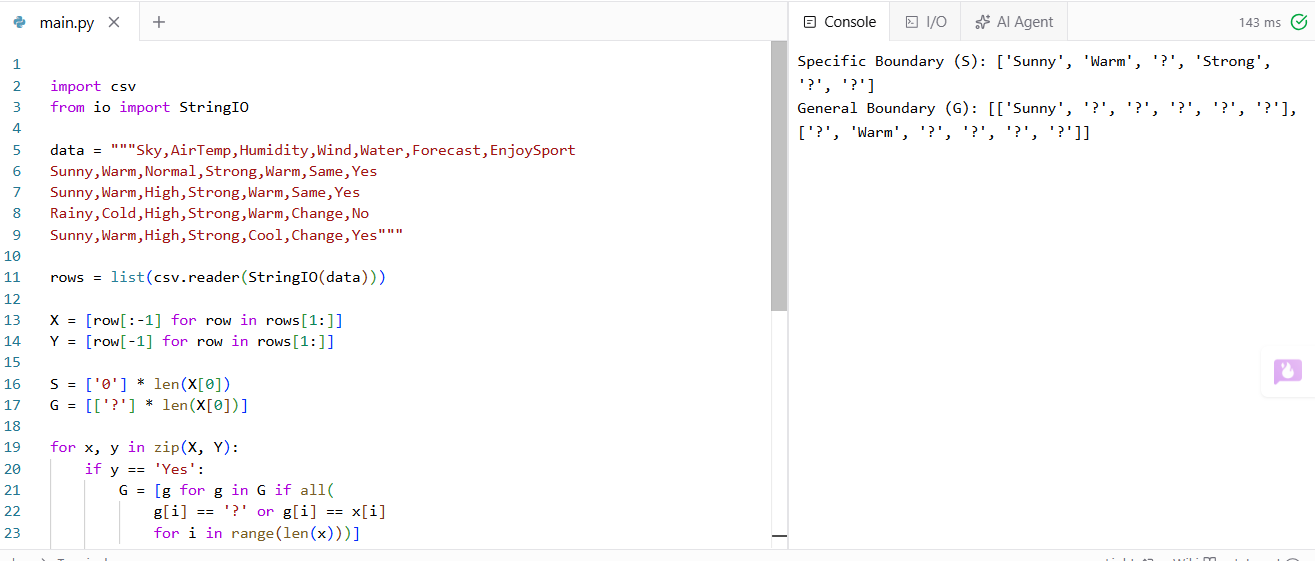 main.py × +
1
2 import csv
3 from io import StringIO
4
5 data = """Sky,AirTemp,Humidity,Wind,Water,Forecast,EnjoySport
6 Sunny,Warm,Normal,Strong,Warm,Same,Yes
7 Sunny,Warm,High,Strong,Warm,Same,Yes
8 Rainy,Cold,High,Strong,Warm,Change,No
9 Sunny,Warm,High,Strong,Cool,Change,Yes"""
10
11 rows = list(csv.reader(StringIO(data)))
12
13 X = [row[:-1] for row in rows[1:]]
14 Y = [row[-1] for row in rows[1:]]
15
16 S = ['0'] * len(X[0])
17 G = [['?'] * len(X[0])]
18
19 for x, y in zip(X, Y):
20     if y == 'Yes':
21         G = [g for g in G if all(
22             g[i] == '?' or g[i] == x[i]
23             for i in range(len(x)))]
Console I/O AI Agent 143 ms
Specific Boundary (S): ['Sunny', 'Warm', '?', 'Strong',
'?', '?']
General Boundary (G): [['Sunny', '?', '?', '?', '?', '?'],
['?', 'Warm', '?', '?', '?', '?']]